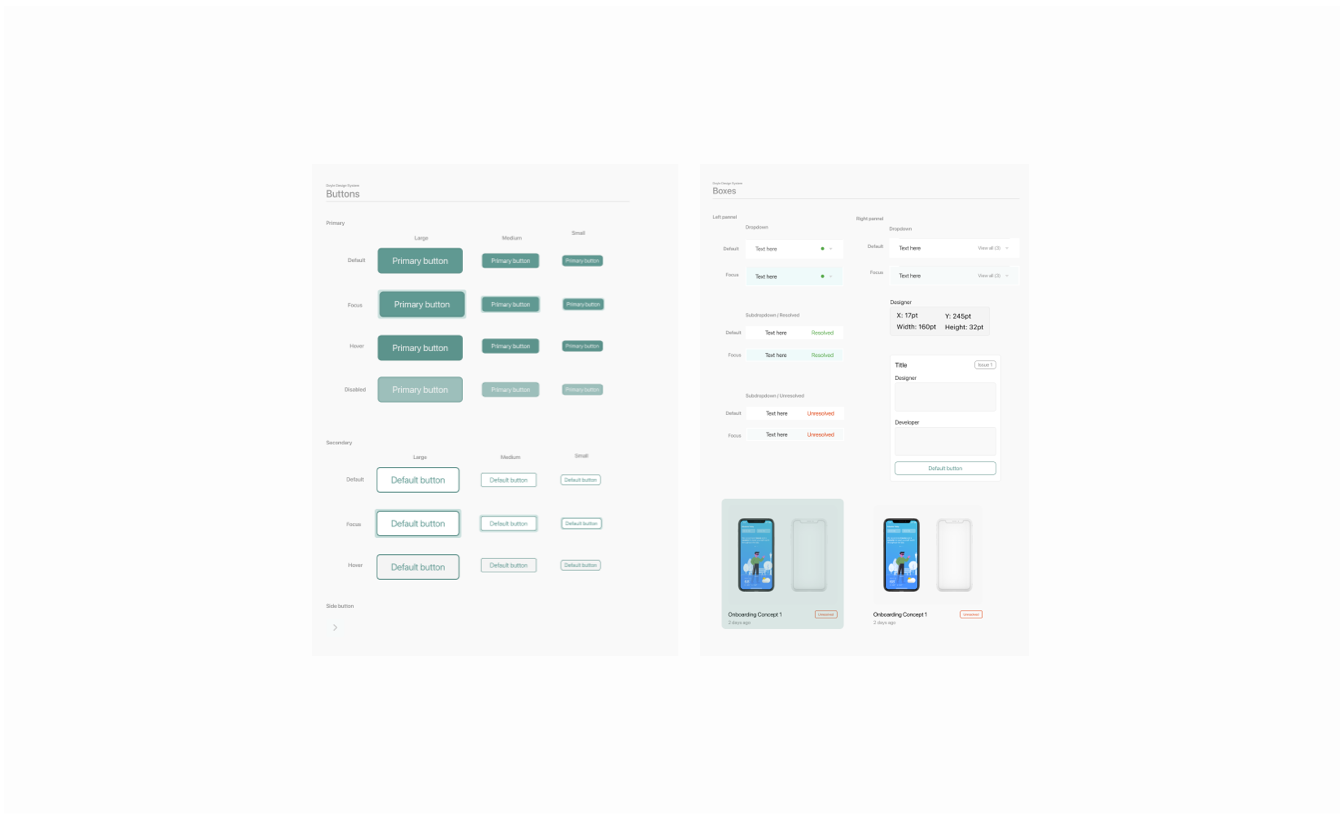 Design System
Buttons
Primary
Large
Medium
Small
Default
Primary button
Primary button
Primary button
Focus
Primary button
Primary button
Primary button
Hover
Primary button
Primary button
Primary button
Disabled
Primary button
Primary button
Primary button
Secondary
Large
Medium
Small
Default
Default button
Default button
Default button
Focus
Default button
Default button
Default button
Hover
Default button
Default button
Default button
Side button
Design System
Boxes
Left pannel
Dropdown
Default
Text here
Focus
Text here
Subdropdown / Resolved
Default
Text here
Resolved
Focus
Text here
Resolved
Subdropdown / Unresolved
Default
Text here
Unresolved
Focus
Text here
Unresolved
Right pannel
Dropdown
Default
Text here
View all (3)
Focus
Text here
View all (3)
Designer
X: 17pt
Y: 245pt
Width: 160pt
Height: 32pt
Title
Issue 1
Designer
Developer
Default button
Onboarding Concept 1
Unresolved
2 days ago
Onboarding Concept 1
Unresolved
2 days ago